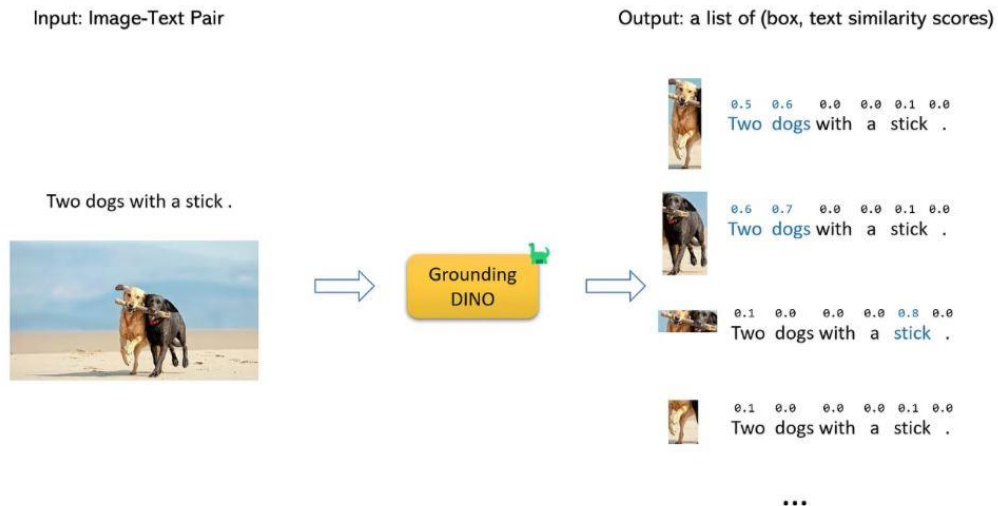 Input: Image-Text Pair
Output: a list of (box, text similarity scores)
0.5 0.6 0.0 0.0 0.1 0.0
Two dogs with a stick .
Two dogs with a stick .
0.6 0.7 0.0 0.0 0.1 0.0
Two dogs with a stick .
Grounding
DINO
0.1 0.0 0.0 0.0 0.8 0.0
Two dogs with a stick .
0.1 0.0 0.0 0.0 0.1 0.0
Two dogs with a stick .
...